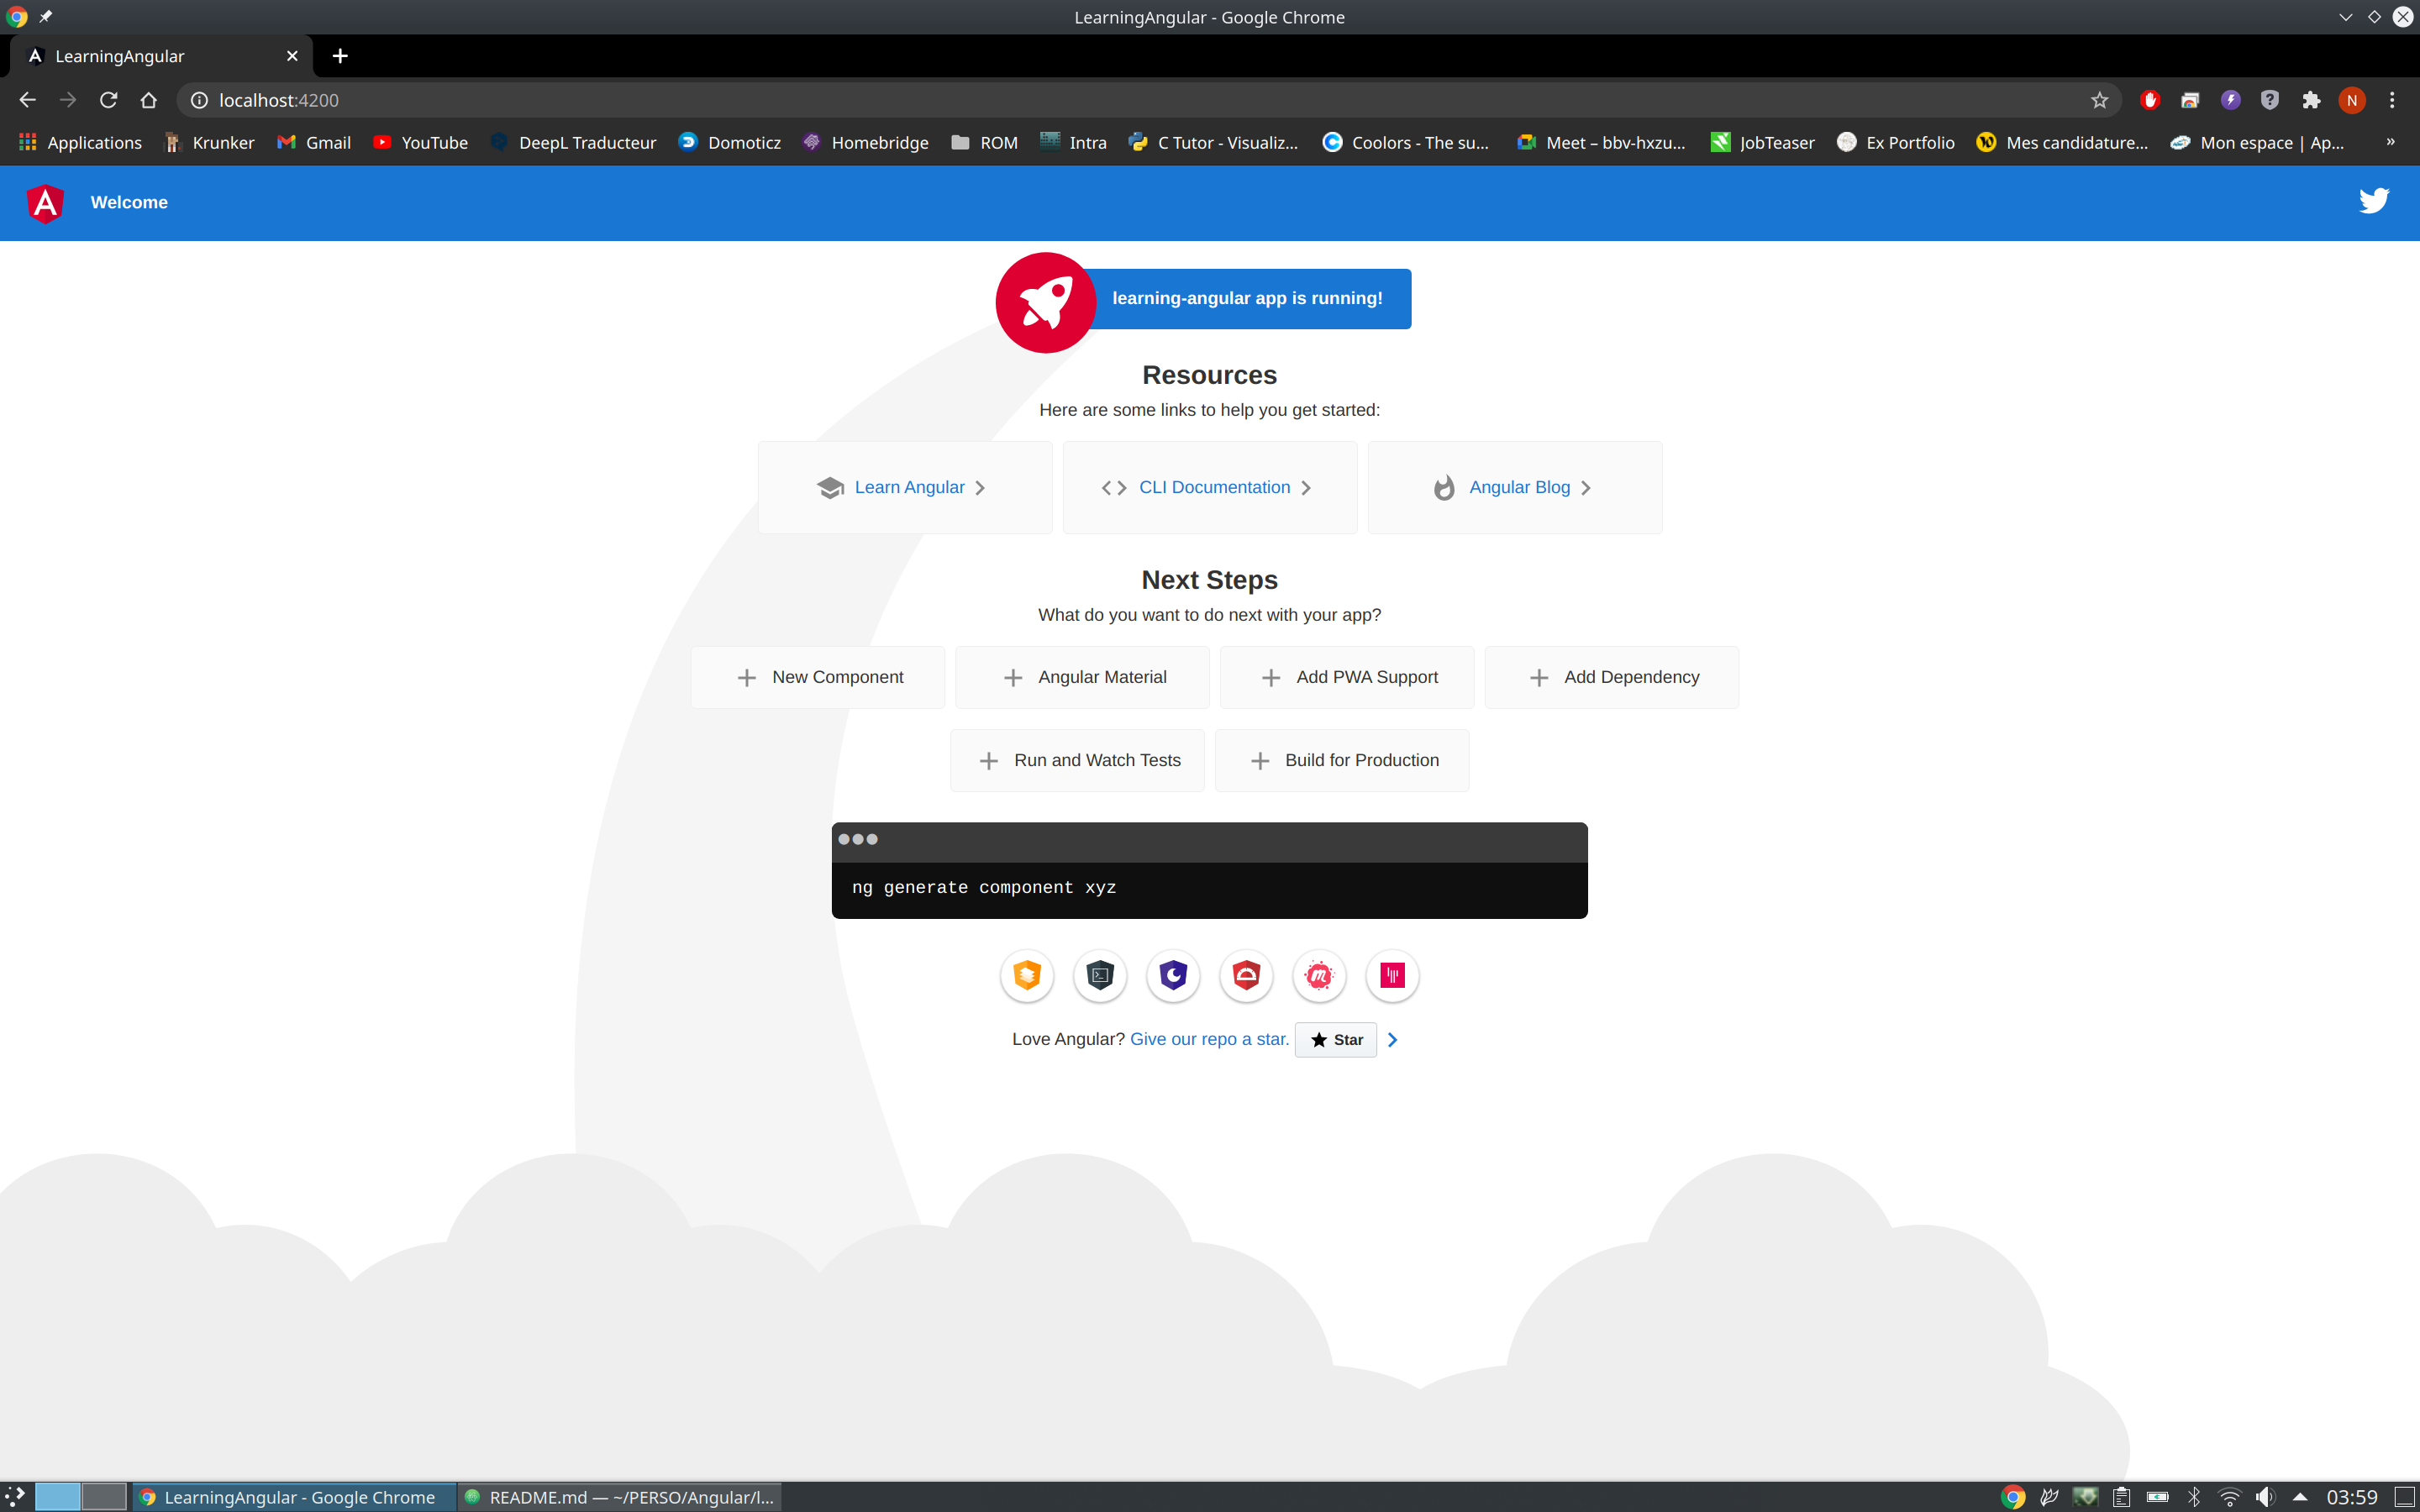 LearningAngular - Google Chrome
LearningAngular
localhost:4200
N
Applications Krunker Gmail YouTube DeepL Traducteur Domoticz Homebridge ROM Intra C Tutor - Visualiz... Coolors - The su... Meet – bbv-hxzu... JobTeaser Ex Portfolio Mes candidature... Mon espace | Ap... »
Welcome
learning-angular app is running!
Resources
Here are some links to help you get started:
Learn Angular CLI Documentation Angular Blog
Next Steps
What do you want to do next with your app?
New Component Angular Material Add PWA Support Add Dependency
Run and Watch Tests Build for Production
ng generate component xyz
Love Angular? Give our repo a star. Star
LearningAngular - Google Chrome README.md — ~/PERSO/Angular/l... 03:59